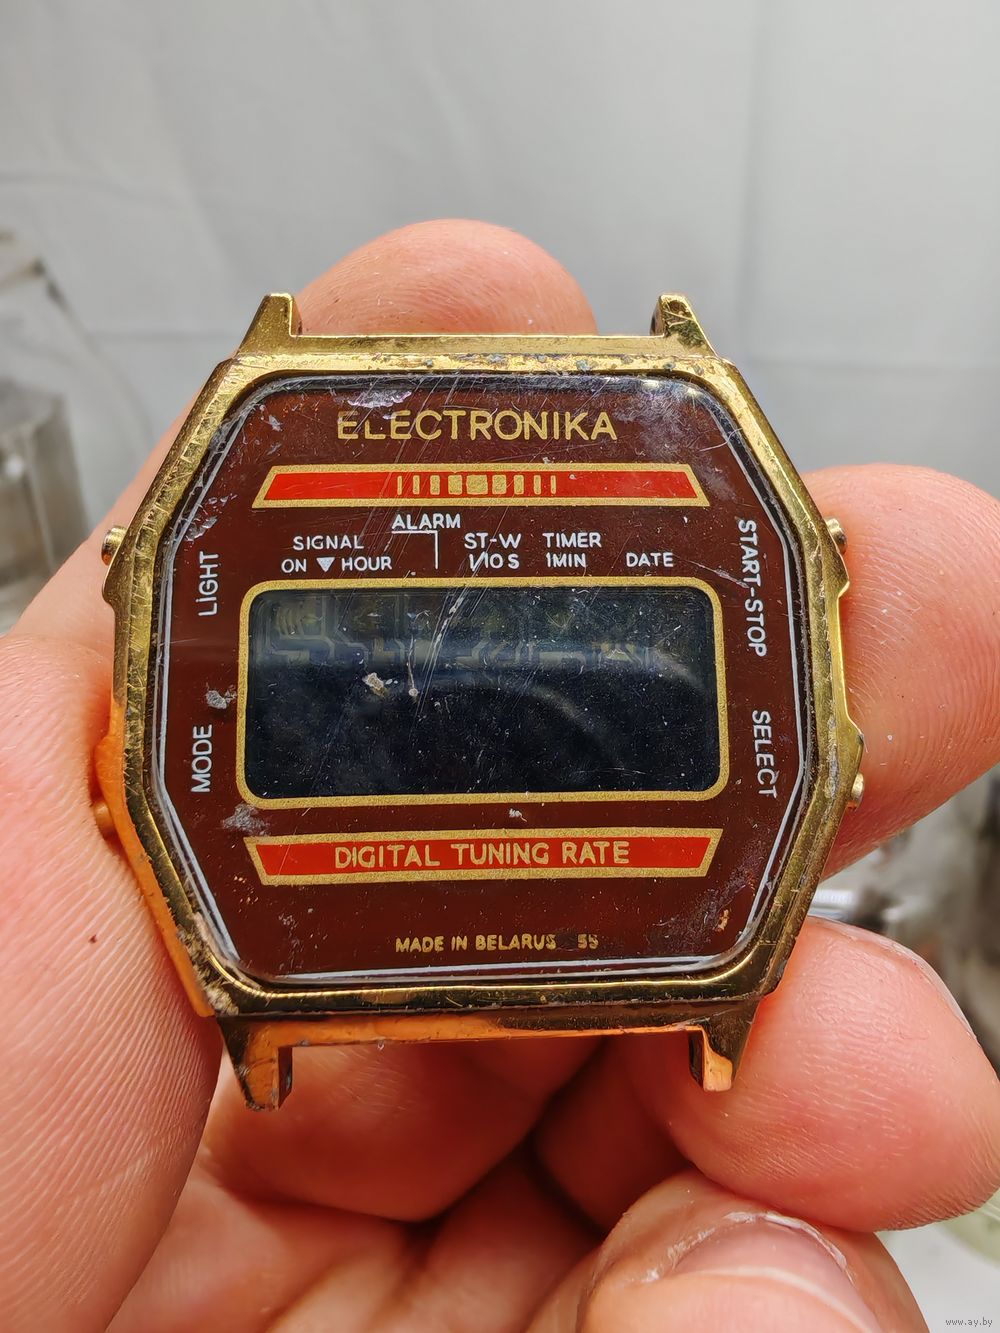 ELECTRONIKA
ALARM
SIGNAL ST-W TIMER
ON ▼ HOUR 1/10 S 1MIN DATE
LIGHT
START-STOP
MODE
SELECT
DIGITAL TUNING RATE
MADE IN BELARUS 55
www.ay.by